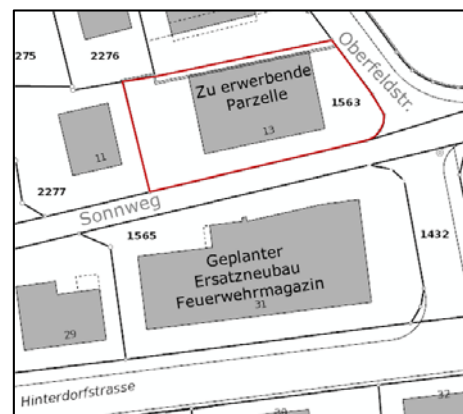 2275
2276
Oberfeldstr.
Zu erwerbende
Parzelle
1563
13
11
2277
Sonnweg
1565
1432
Geplanter
Ersatzneubau
Feuerwehrmagazin
31
29
Hinterdorfstrasse
32